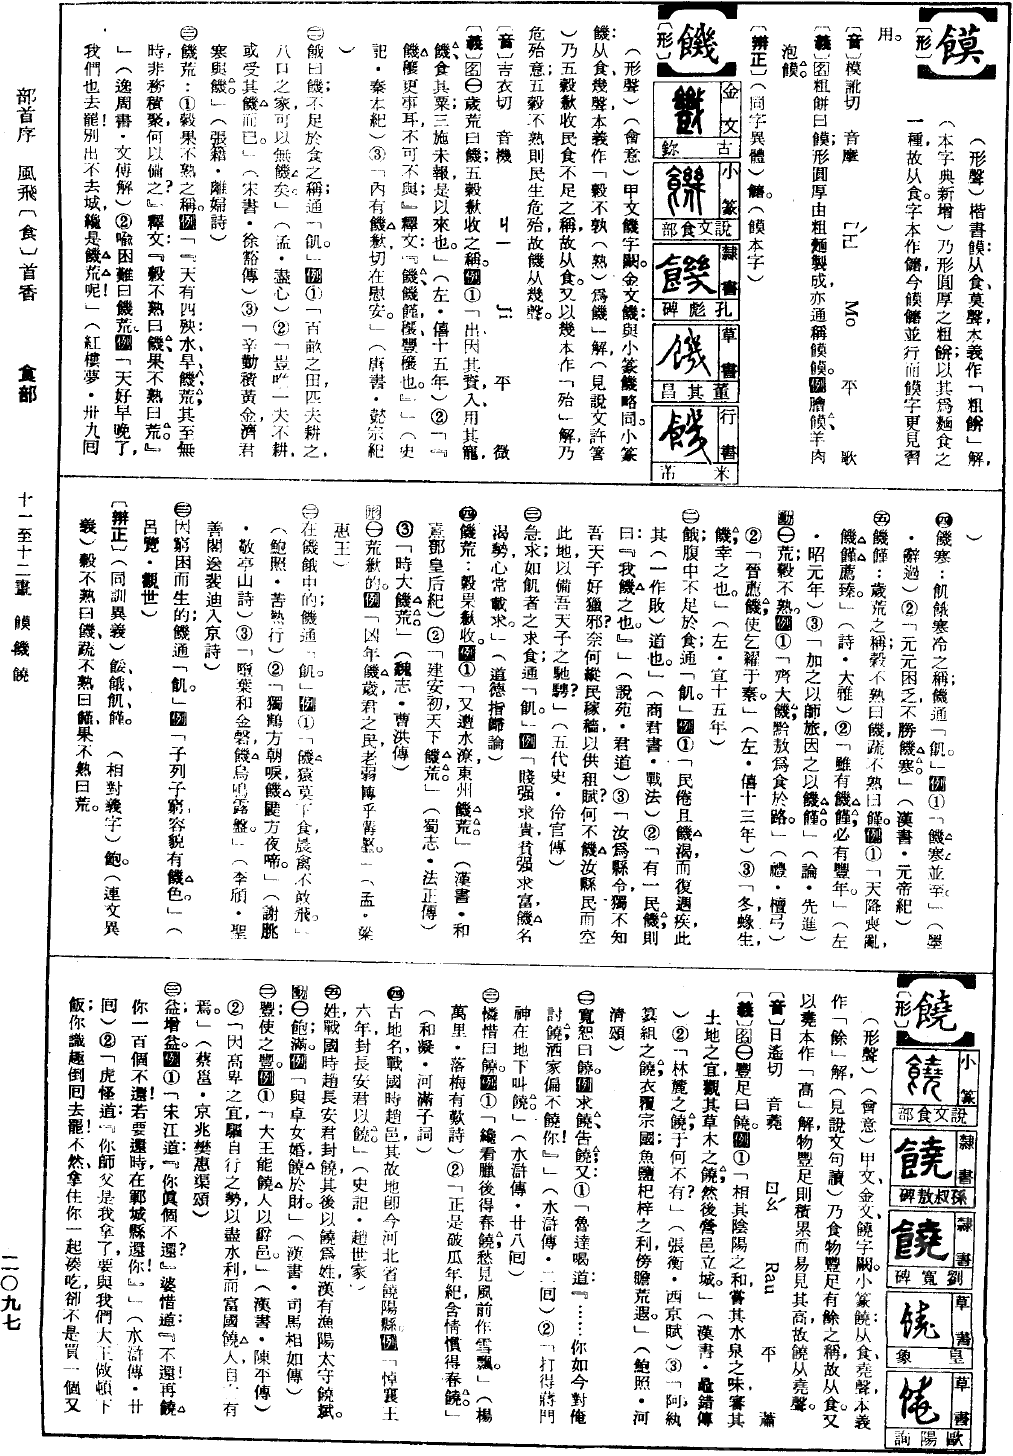 饃
〔形〕
（形聲）（楷書饃：从食、莫聲，本義作「粗餅」解，
（本字典新增）乃形圓厚之粗餅；以其爲麵食之
一種，故从食。字本作饝，今饃饝並行，而饃字更見習
用。
〔音〕模訛切　音摩　ㄇㄛˊ　Mo　平　歌
〔義〕名粗餅曰饃；形圓厚由粗麵製成，亦通稱饃饃。例膾饃、羊肉
泡饃。
〔辨正〕（同字異體）饝。（饃本字）
饑
〔形〕
金文　古鉨
小篆　說文食部
隸書　孔彪碑
草書　董其昌
行書　米芾
（形聲）（會意）甲文饑字闕。金文饑：與小篆饑略同。小篆
饑：从食、幾聲，本義作「穀不孰（熟）爲饑」解（見說文許箸
）乃五穀歉收民食不足之稱，故从食。又以幾本作「殆」解，乃
危殆意；五穀不熟則民生危殆，故饑从幾聲。
〔音〕吉衣切　音機　ㄐㄧ　平　微
〔義〕名㊀歲荒曰饑；五穀歉收之稱。例①「出因其資，入用其寵，
饑食其粟，三施未報，是以來也。」（左・僖十五年）②「『
饑、穰更事耳，不可不與。』釋文：『饑，饑饉；穰，豐穰也。』」（史
記・秦本紀）③「內有饑歉，切在慰安。」（唐書・懿宗紀
）
㊁餓曰饑；不足於食之稱；通「飢」。例①「百畝之田，匹夫耕之，
八口之家可以無饑矣。」（孟・盡心）②「豈唯一夫不耕，
或受其饑而已。」（宋書・徐豁傳）③「辛勤積黃金，濟君
寒與饑。」（張籍・離婦詩）
㊂饑荒：①穀果不熟之稱。例「『天有四殃，水旱饑荒，其至無
時，非務積聚，何以備之？』釋文：『穀不熟曰饑，果不熟曰荒。』
」（逸周書・文傳解）②喩困難曰饑荒。例「天好早晚了，
我們也去罷，別出不去城，纔是饑荒呢！」（紅樓夢・卅九回
）
㊃饑寒：飢餓寒冷之稱；饑通「飢」。例①「饑寒並至。」（墨
・辭過）②「元元困乏，不勝饑寒。」（漢書・元帝紀）
㊄饑饉：歲荒之稱；穀不熟曰饑，蔬不熟曰饉。例①「天降喪亂，
饑饉薦臻。」（詩・大雅）②「雖有饑饉，必有豐年。」（左
・昭元年）③「加之以師旅，因之以饑饉。」（論・先進）
動㊀荒；穀不熟。例①「齊大饑，黔敖爲食於路。」（禮・檀弓）
②「晉薦饑，使乞糴于秦。」（左・僖十三年）③「冬，蝝生，
饑，幸之也。」（左・宣十五年）
㊁餓；腹中不足於食；通「飢」。例①「民倦且饑渴，而復遇疾，此
其（一作敗）道也。」（商君書・戰法）②「有一民饑，則
曰：『我饑之也。』」（說苑・君道）③「汝爲縣令，獨不知
吾天子好獵邪？奈何縱民稼穡以供租賦？何不饑汝縣民而空
此地，以備吾天子之馳騁？」（五代史・伶官傳）
㊂急求如飢者之求食；通「飢」。例「賤强求貴，貧强求富，饑名
渴勢，心常載求。」（道德指歸論）
㊃饑荒：穀果歉收。例①「又遭水潦，東州饑荒。」（漢書・和
熹鄧皇后紀）②「建安初，天下饑荒。」（蜀志・法正傳）
③「時大饑荒。」（魏志・曹洪傳）
形㊀荒歉的。例「凶年饑歲，君之民，老弱轉乎溝壑。」（孟・梁
惠王）
㊁在饑餓中的；饑通「飢」。例①「饑猨莫下食，晨禽不敢飛。」
（鮑照・苦熱行）②「獨鶴方朝唳，饑鼯方夜啼。」（謝朓
・敬亭山詩）③「墮葉和金磬，饑烏鳴露盤。」（李頎・聖
善閣送裴迪入京詩）
㊂因窮困而生的；饑通「飢」。例「子列子窮，容貌有饑色。」（
呂覽・觀世）
〔辨正〕（同訓異義）餒、餓、飢、饉。（相對義字）飽。（連文異
義）穀不熟曰饑，蔬不熟曰饉，果不熟曰荒。
饒
〔形〕
小篆　說文食部
隸書　孫叔敖碑
隸書　劉寬碑
草書　皇象
草書　歐陽詢
（形聲）（會意）甲文、金文饒字闕。小篆饒：从食、堯聲，本義
作「餘」解，（見說文句讀）乃食物豐足有餘之稱，故从食。又
以堯本作「高」解，物豐足則積累而易見其高，故饒从堯聲。
〔音〕日遙切　音蕘　ㄖㄠˊ　Rau　平　蕭
〔義〕名㊀豐足曰饒。例①「相其陰陽之和，嘗其水泉之味，審其
土地之宜，觀其草木之饒，然後營邑立城。」（漢書・鼂錯傳
）②「林麓之饒，于何不有？」（張衡・西京賦）③「阿紈
纂組之饒，衣覆宗國；魚鹽杞梓之利，傍贍荒遐。」（鮑照・河
清頌）
㊁寬恕曰饒。例求饒、告饒；又：①「魯達喝道：『⋯⋯你如今對俺
討饒，洒家偏不饒你！』」（水滸傳・二回）②「打得蔣門
神在地下叫饒。」（水滸傳・廿八回）
㊂憐惜曰饒。例①「纔看臘後得春饒，愁見風前作雪飄。」（楊
萬里・落梅有歎詩）②「正是破瓜年紀，含情慣得春饒。」
（和凝・河滿子詞）
㊃古地名，戰國時趙邑，其故地卽今河北省饒陽縣。例「悼襄王
六年，封長安君以饒。」（史記・趙世家）
㊄姓，戰國時趙長安君封饒，其後以饒爲姓；漢有漁陽太守饒斌。
動㊀飽；滿。例「與卓女婚，饒於財。」（漢書・司馬相如傳）
㊁豐；使之豐。例①「大王能饒人以爵邑。」（漢書・陳平傳）
②「因高卑之宜，驅自行之勢，以盡水利，而富國饒人，自　有
焉。」（蔡邕・京兆樊惠渠頌）
㊂益；增益。例①「宋江道：『你眞個不還？』婆惜道：『不還！再饒
你一百個不還！若要還時，在鄆城縣還你！』」（水滸傳・廿
回）②「虎怪道：『你師父是我拿了，要與我們大王做頓下
飯，你識趣倒回去罷！不然，拿住你一起湊吃，卻不是買一個又
部首序　風飛〔食〕首香　　食部　　十一至十二畫　饃饑饒　　二〇九七